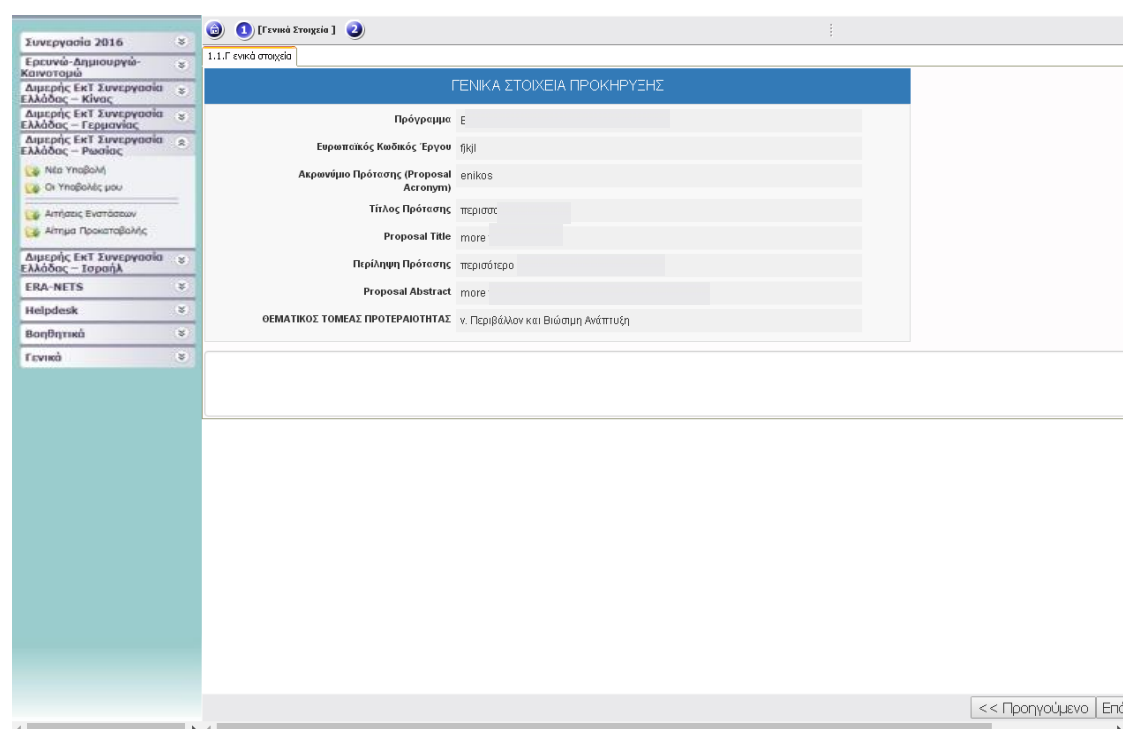 Συνεργασία 2016
Ερευνώ-Δημιουργώ-
Καινοτομώ
Διμερής ΕκΤ Συνεργασία
Ελλάδος – Κίνας
Διμερής ΕκΤ Συνεργασία
Ελλάδος – Γερμανίας
Διμερής ΕκΤ Συνεργασία
Ελλάδος – Ρωσίας
Νέα Υποβολή
Οι Υποβολές μου
Αιτήσεις Ενστάσεων
Αίτημα Προκαταβολής
Διμερής ΕκΤ Συνεργασία
Ελλάδος – Ισραήλ
ERA-NETS
Helpdesk
Βοηθητικά
Γενικά
1 [Γενικά Στοιχεία ] 2
1.1.Γενικά στοιχεία
ΓΕΝΙΚΑ ΣΤΟΙΧΕΙΑ ΠΡΟΚΗΡΥΞΗΣ
Πρόγραμμα Ε
Ευρωπαϊκός Κωδικός Έργου fjkjl
Ακρωνύμιο Πρότασης (Proposal enikos
Acronym)
Τίτλος Πρότασης περισσ
Proposal Title more
Περίληψη Πρότασης περισότερο
Proposal Abstract more
ΘΕΜΑΤΙΚΟΣ ΤΟΜΕΑΣ ΠΡΟΤΕΡΑΙΟΤΗΤΑΣ v. Περιβάλλον και Βιώσιμη Ανάπτυξη
<< Προηγούμενο